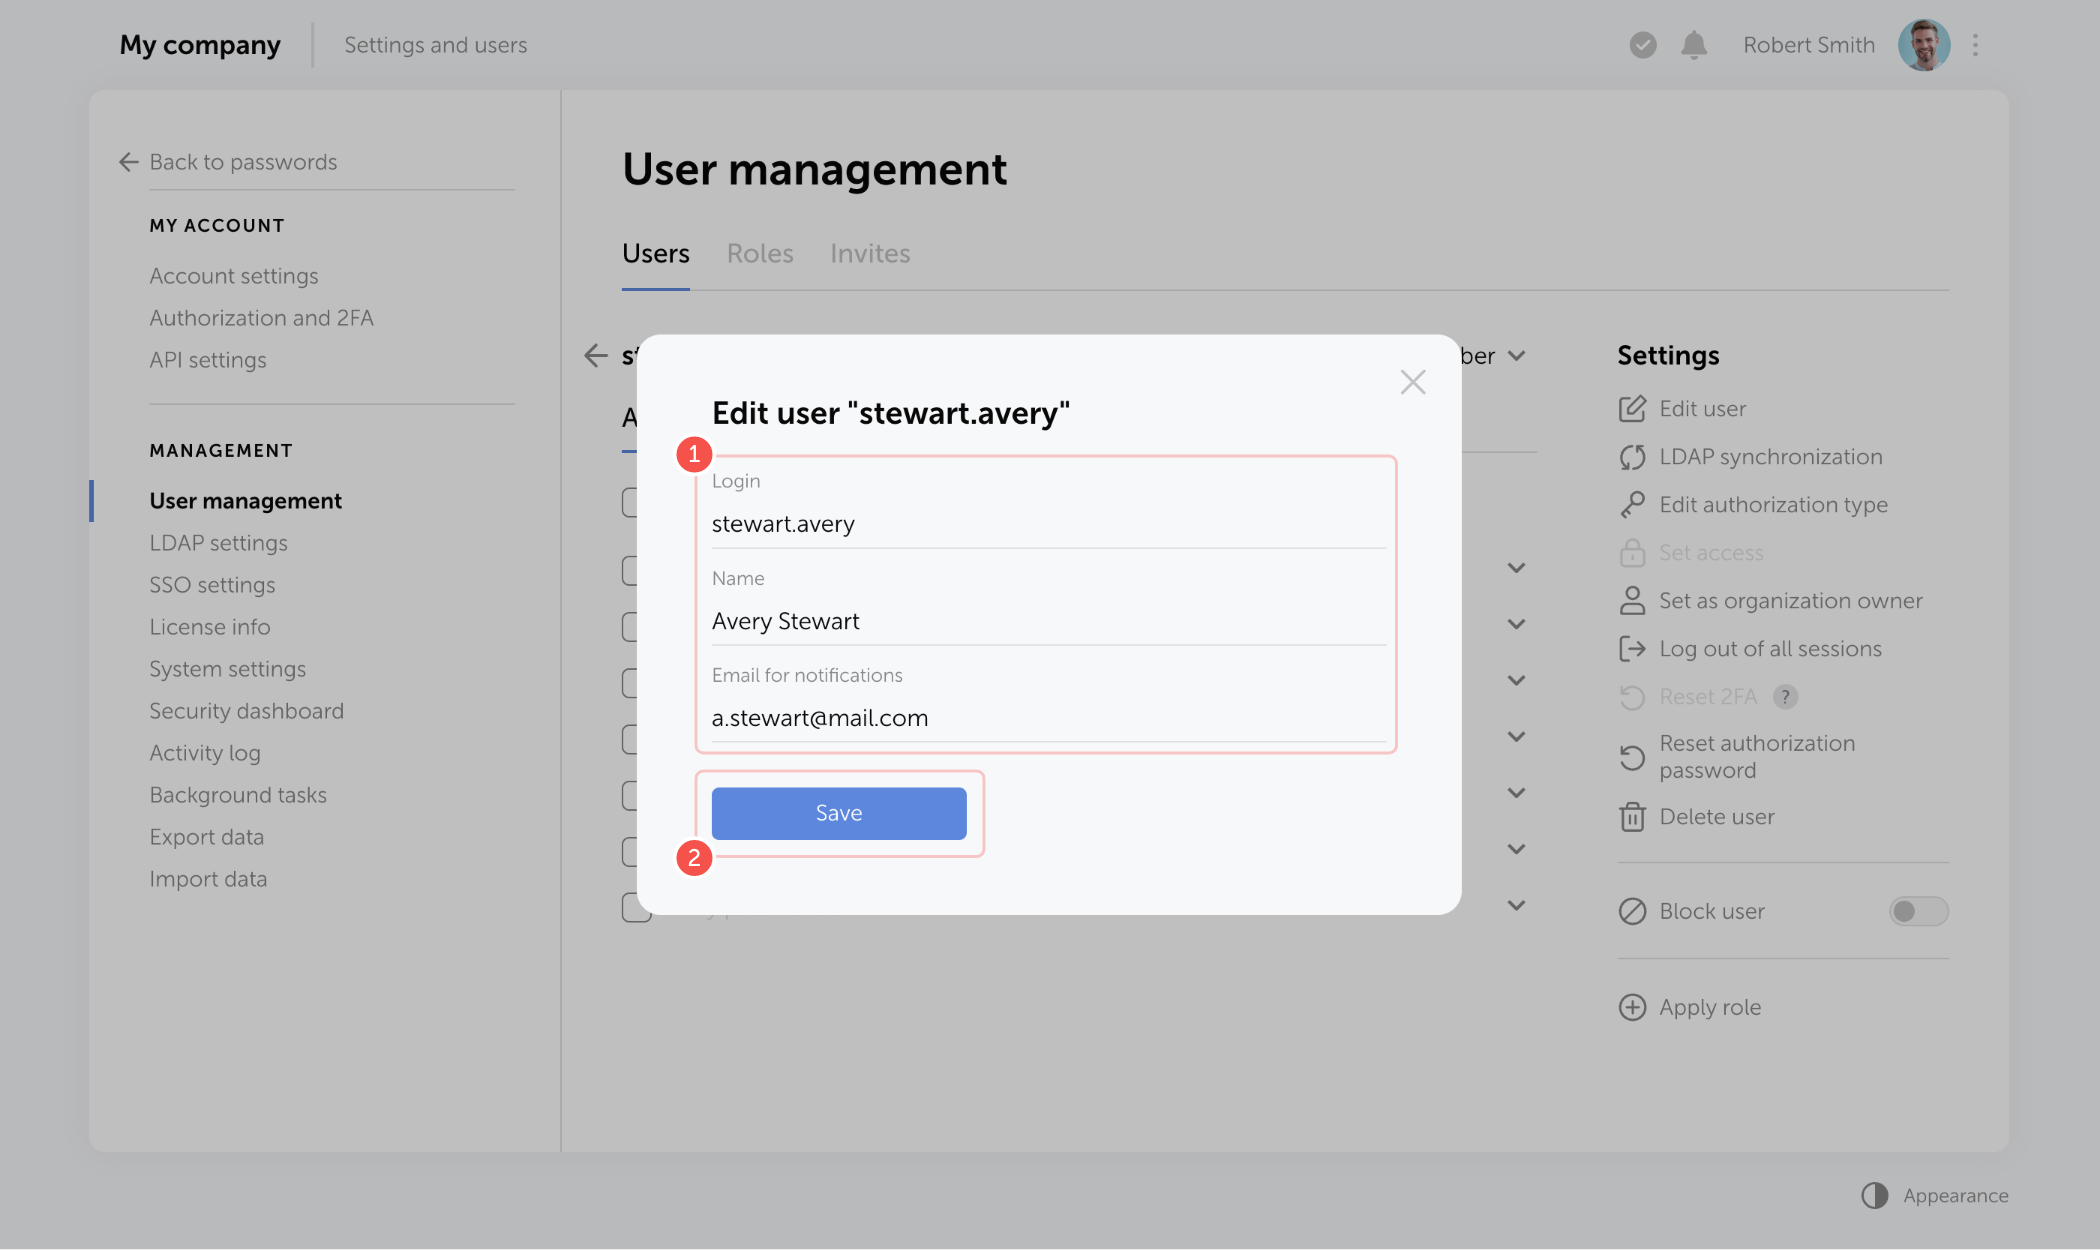 My company
Settings and users
Robert Smith
Back to passwords
MY ACCOUNT
Account settings
Authorization and 2FA
API settings
MANAGEMENT
User management
LDAP settings
SSO settings
License info
System settings
Security dashboard
Activity log
Background tasks
Export data
Import data
User management
Users Roles Invites
Edit user "stewart.avery"
1
Login
stewart.avery
Name
Avery Stewart
Email for notifications
a.stewart@mail.com
Save
2
Settings
Edit user
LDAP synchronization
Edit authorization type
Set access
Set as organization owner
Log out of all sessions
Reset 2FA ?
Reset authorization
password
Delete user
Block user
Apply role
Appearance